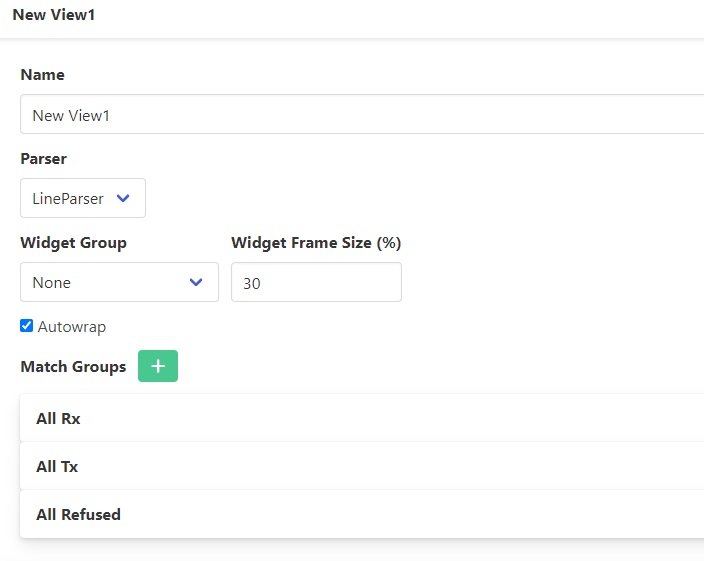 New View1
Name
New View1
Parser
LineParser
Widget Group Widget Frame Size (%)
None 30
Autowrap
Match Groups +
All Rx
All Tx
All Refused